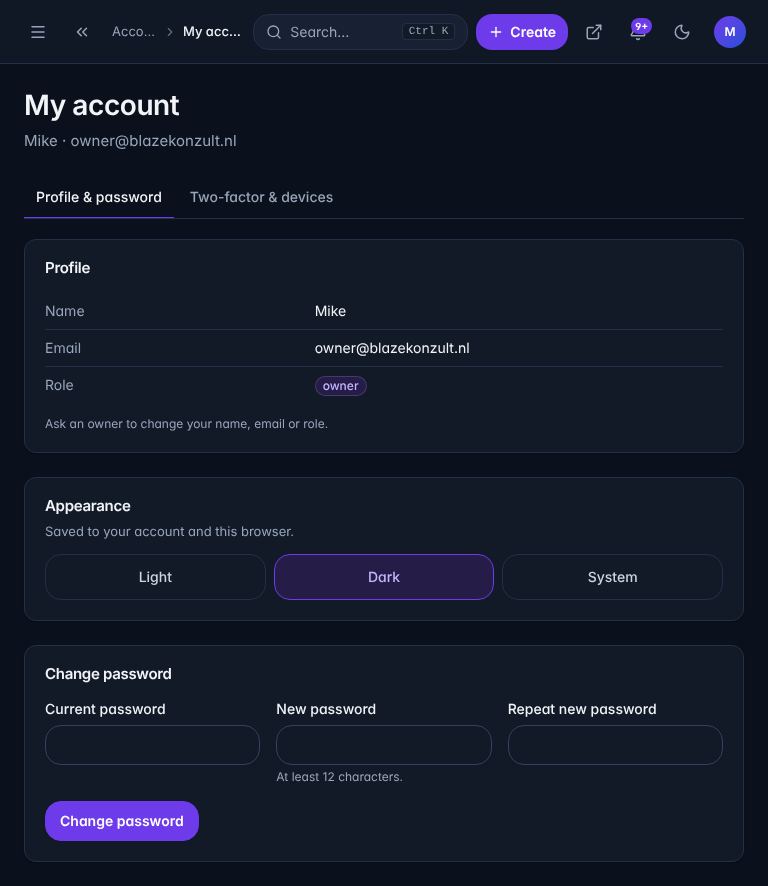 Acco... > My acc... Search... Ctrl K + Create 9+ M
My account
Mike · owner@blazekonzult.nl
Profile & password Two-factor & devices
Profile
Name Mike
Email owner@blazekonzult.nl
Role owner
Ask an owner to change your name, email or role.
Appearance
Saved to your account and this browser.
Light Dark System
Change password
Current password New password Repeat new password
At least 12 characters.
Change password